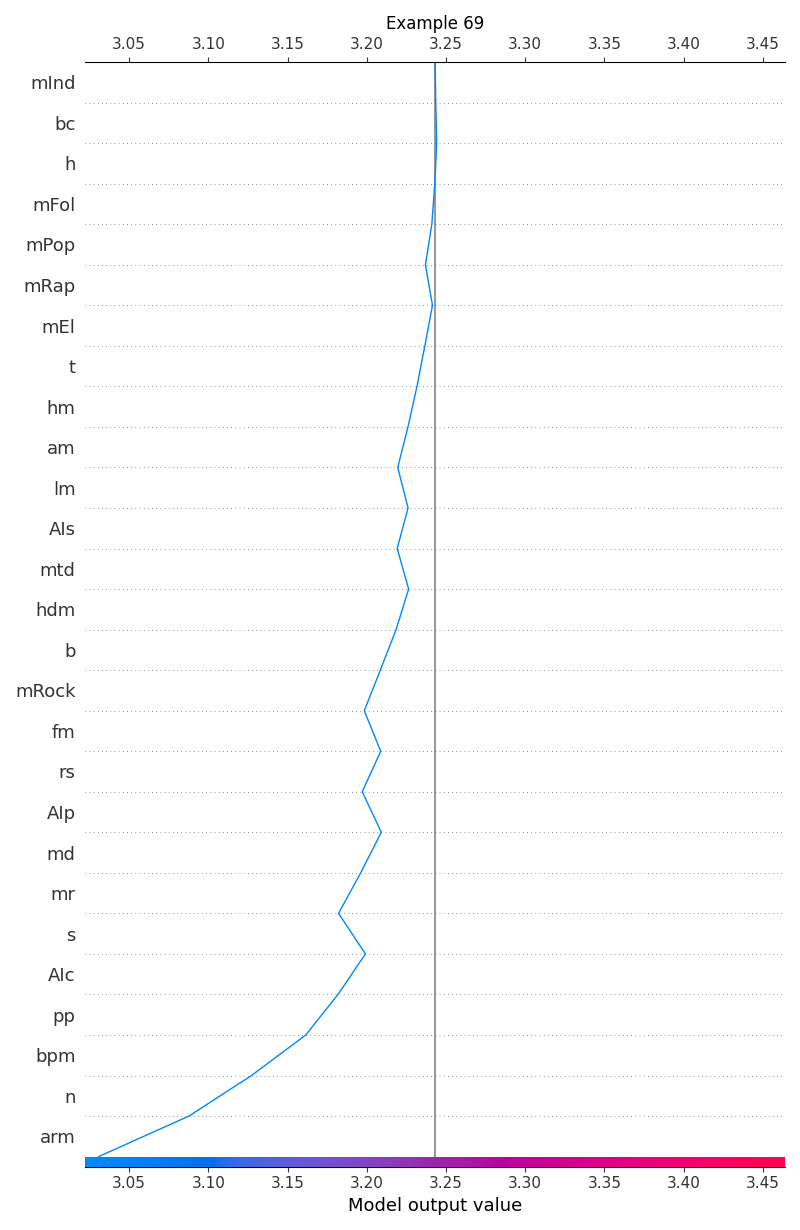 Example 69
3.05 3.10 3.15 3.20 3.25 3.30 3.35 3.40 3.45
mInd
bc
h
mFol
mPop
mRap
mEl
t
hm
am
lm
AIs
mtd
hdm
b
mRock
fm
rs
AIp
md
mr
s
AIc
pp
bpm
n
arm
3.05 3.10 3.15 3.20 3.25 3.30 3.35 3.40 3.45
Model output value